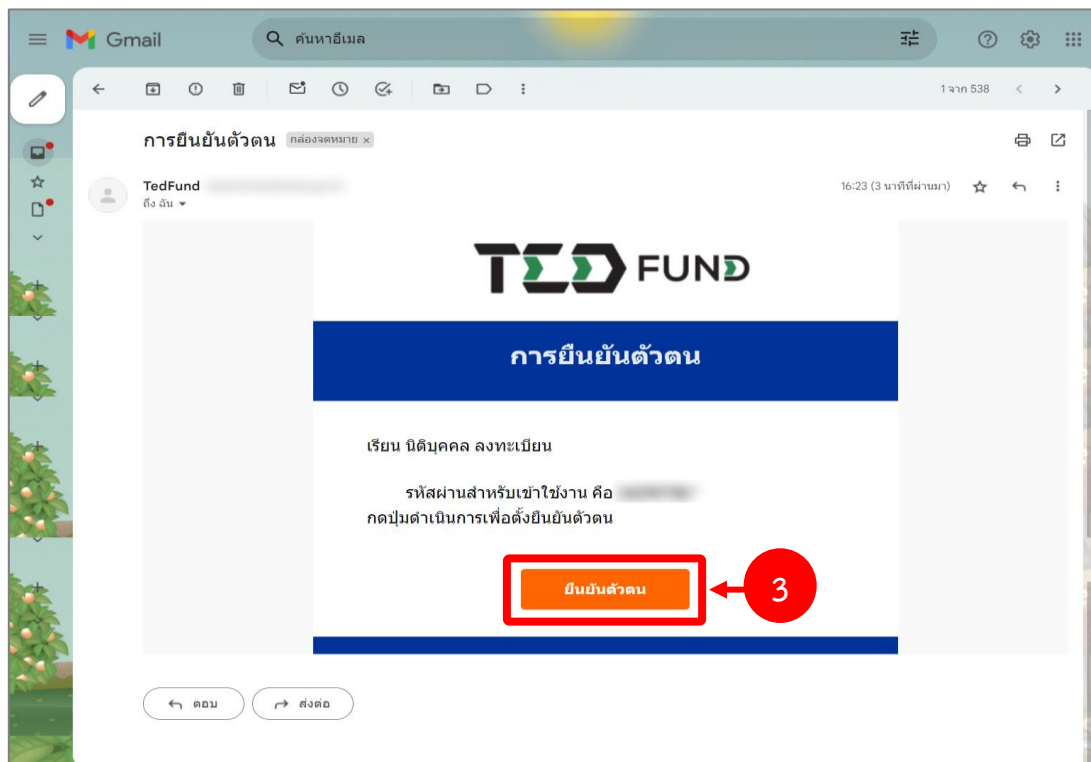 Gmail
ค้นหาอีเมล
1 จาก 538
การยืนยันตัวตน กล่องจดหมาย ×
TedFund
16:23 (3 นาทีที่ผ่านมา)
ถึง ฉัน
TED FUND
การยืนยันตัวตน
เรียน นิติบุคคล ลงทะเบียน
รหัสผ่านสำหรับเข้าใช้งาน คือ
กดปุ่มดำเนินการเพื่อตั้งยืนยันตัวตน
ยืนยันตัวตน
3
ตอบ
ส่งต่อ